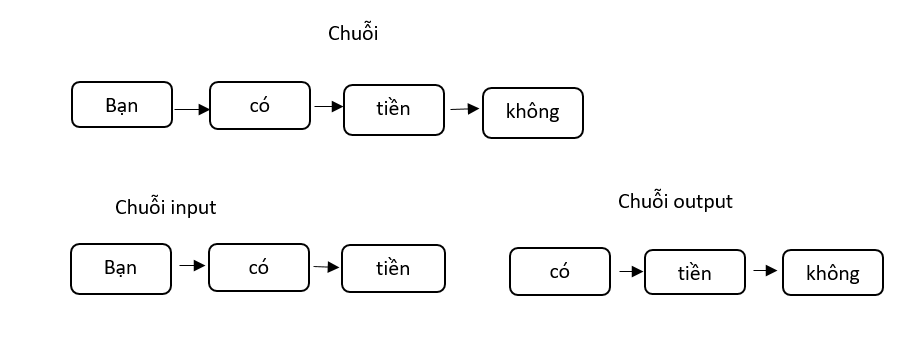 Chuỗi
Bạn có tiền không
Chuỗi input
Bạn có tiền
Chuỗi output
có tiền không